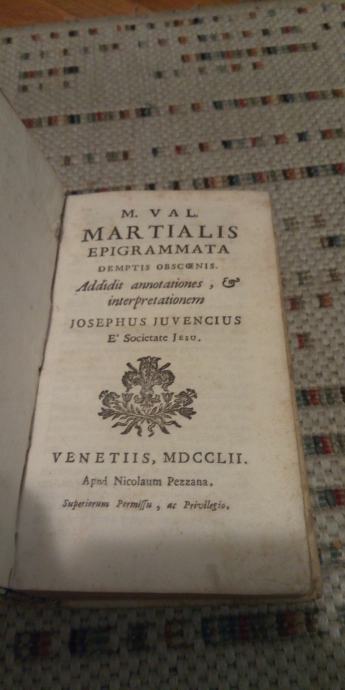 M. VAL.
MARTIALIS
EPIGRAMMATA
DEMPTIS OBSCŒNIS.
Addidit annotationes, &
interpretationem
JOSEPHUS JUVENCIUS
E' Societate JESU.
VENETIIS, MDCCLII.
Apud Nicolaum Pezzana.
Superiorum Permissu, ac Privilegio.